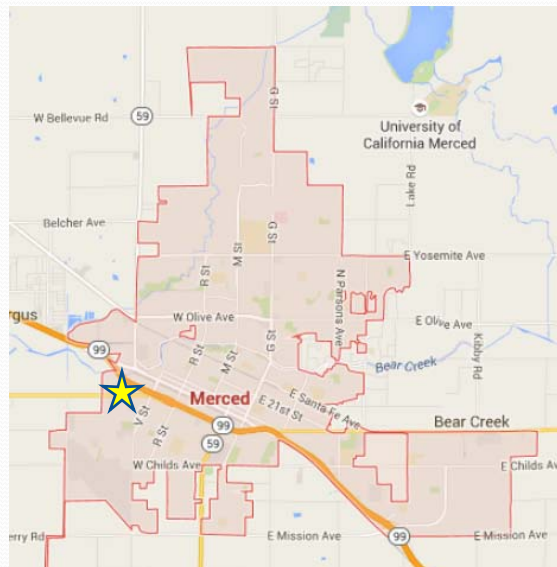 G St
W Bellevue Rd
59
University of
California Merced
Lake Rd
Belcher Ave
G St
M St
R St
E Yosemite Ave
N Parsons Ave
W Olive Ave
E Olive Ave
Kibby Rd
rgus
99
R St
M St
G St
Bear Creek
Merced
E Santa Fe Ave
E 21st St
V St
R St
99
59
Bear Creek
W Childs Ave
E Childs Ave
erry Rd
E Mission Ave
99
E Mission Ave